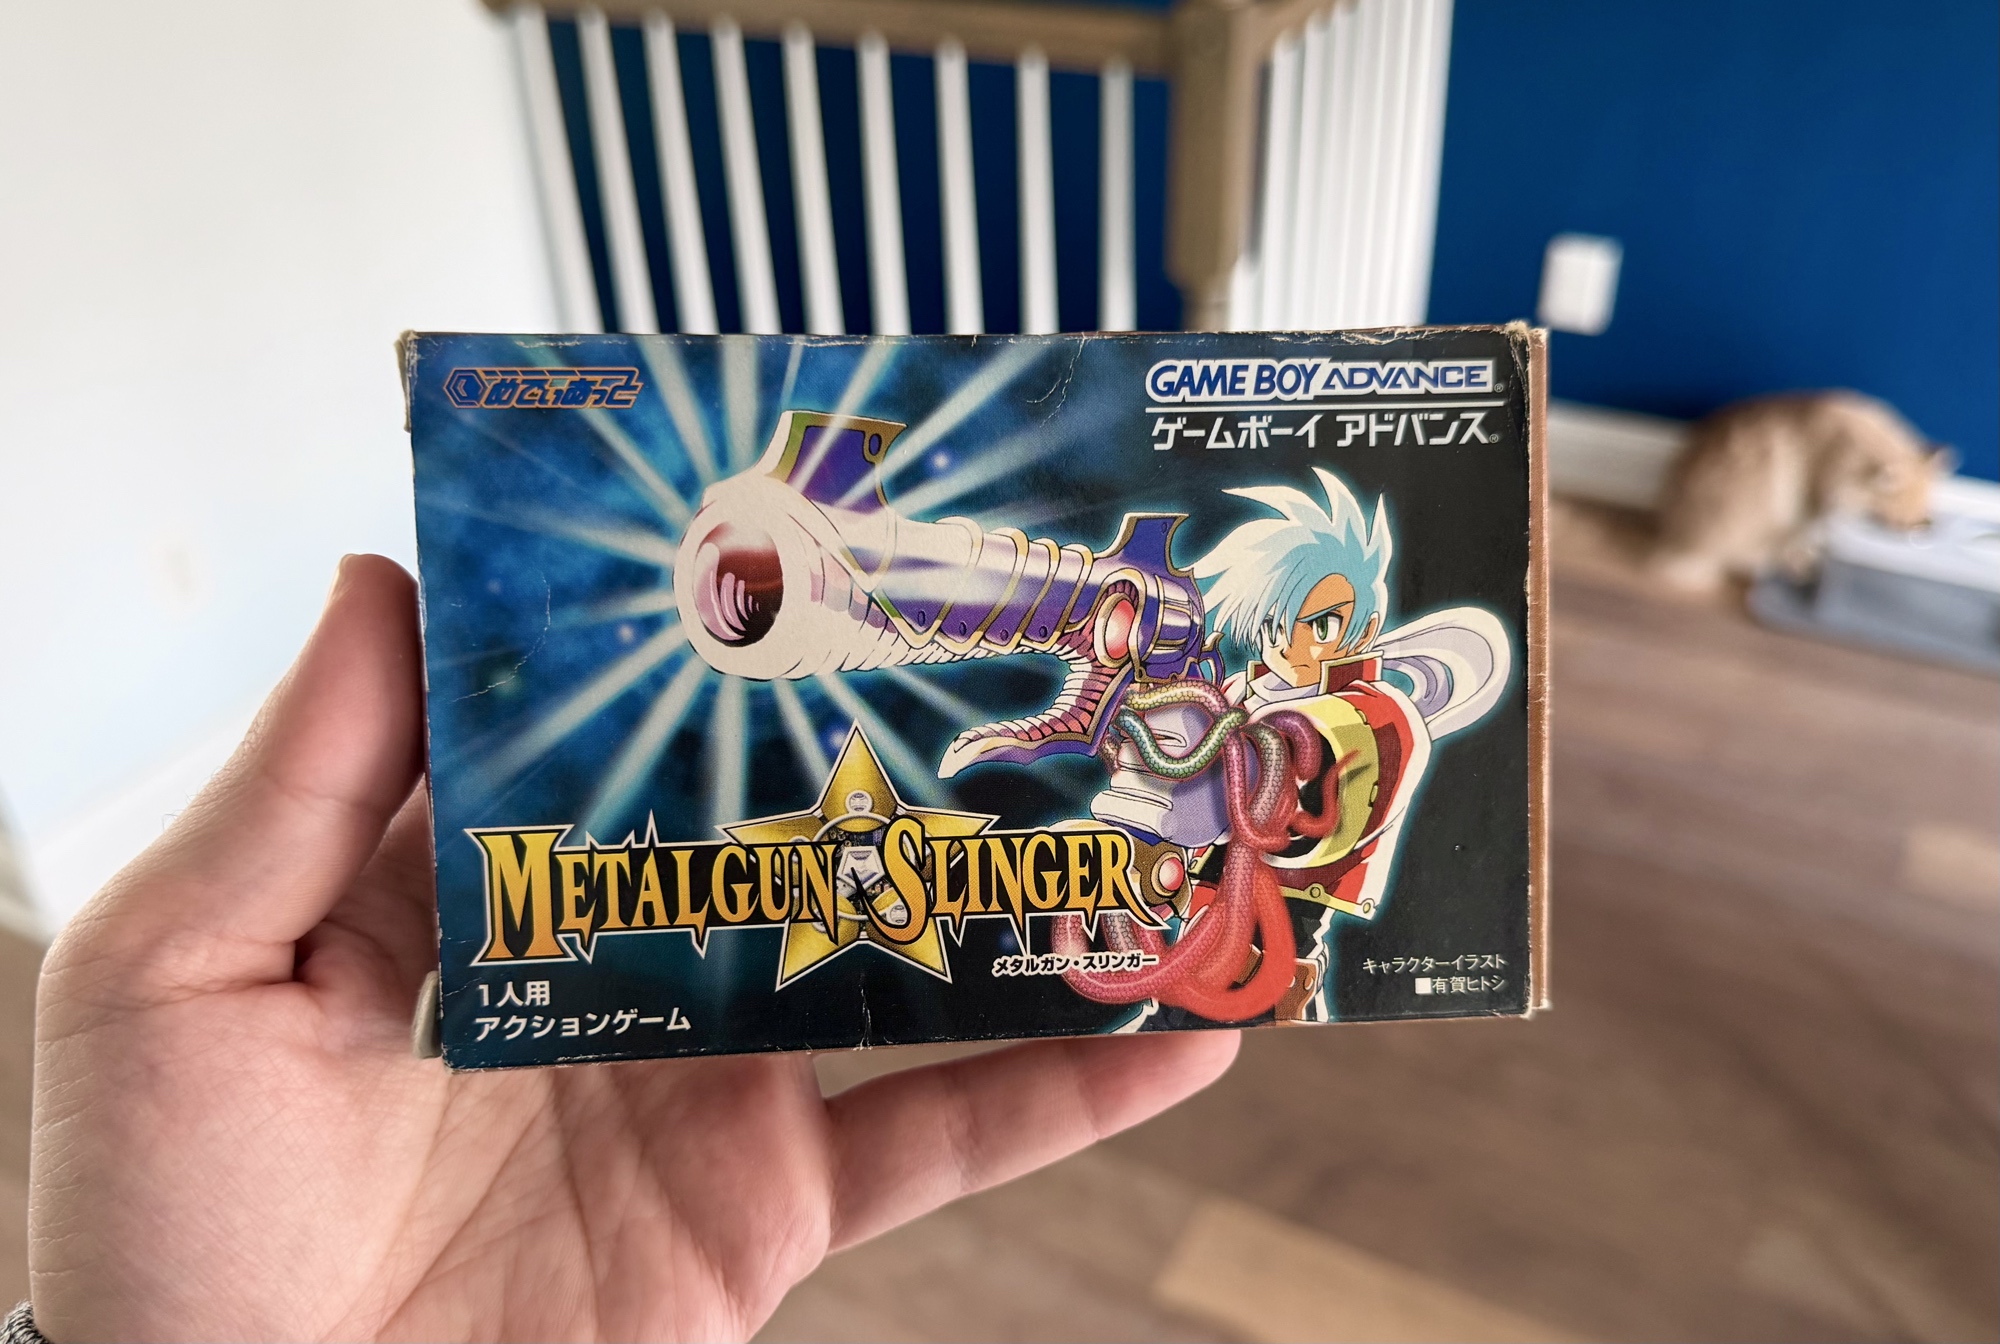 めでぃあっと
GAME BOY ADVANCE®
ゲームボーイ アドバンス®
METALGUN SLINGER
メタルガン・スリンガー
1人用
アクションゲーム
キャラクターイラスト
■有賀ヒトシ